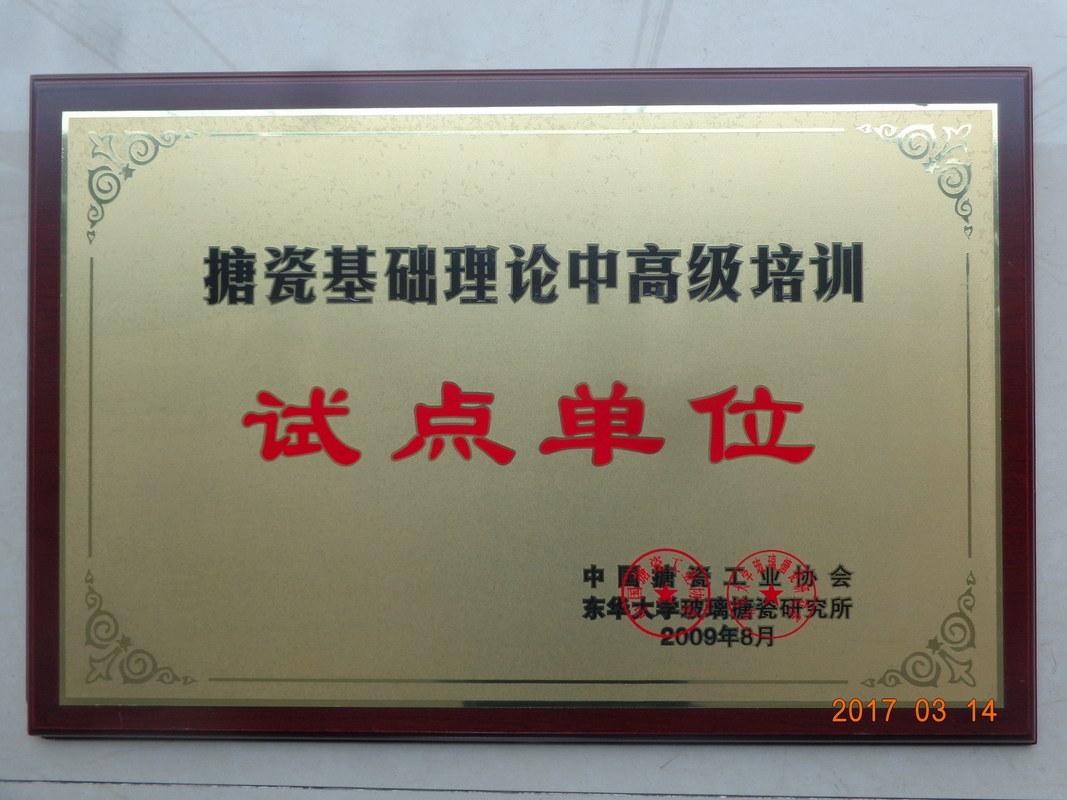 搪瓷基础理论中高级培训
试点单位
中国搪瓷工业协会
东华大学玻璃搪瓷研究所
2009年8月
2017 03 14